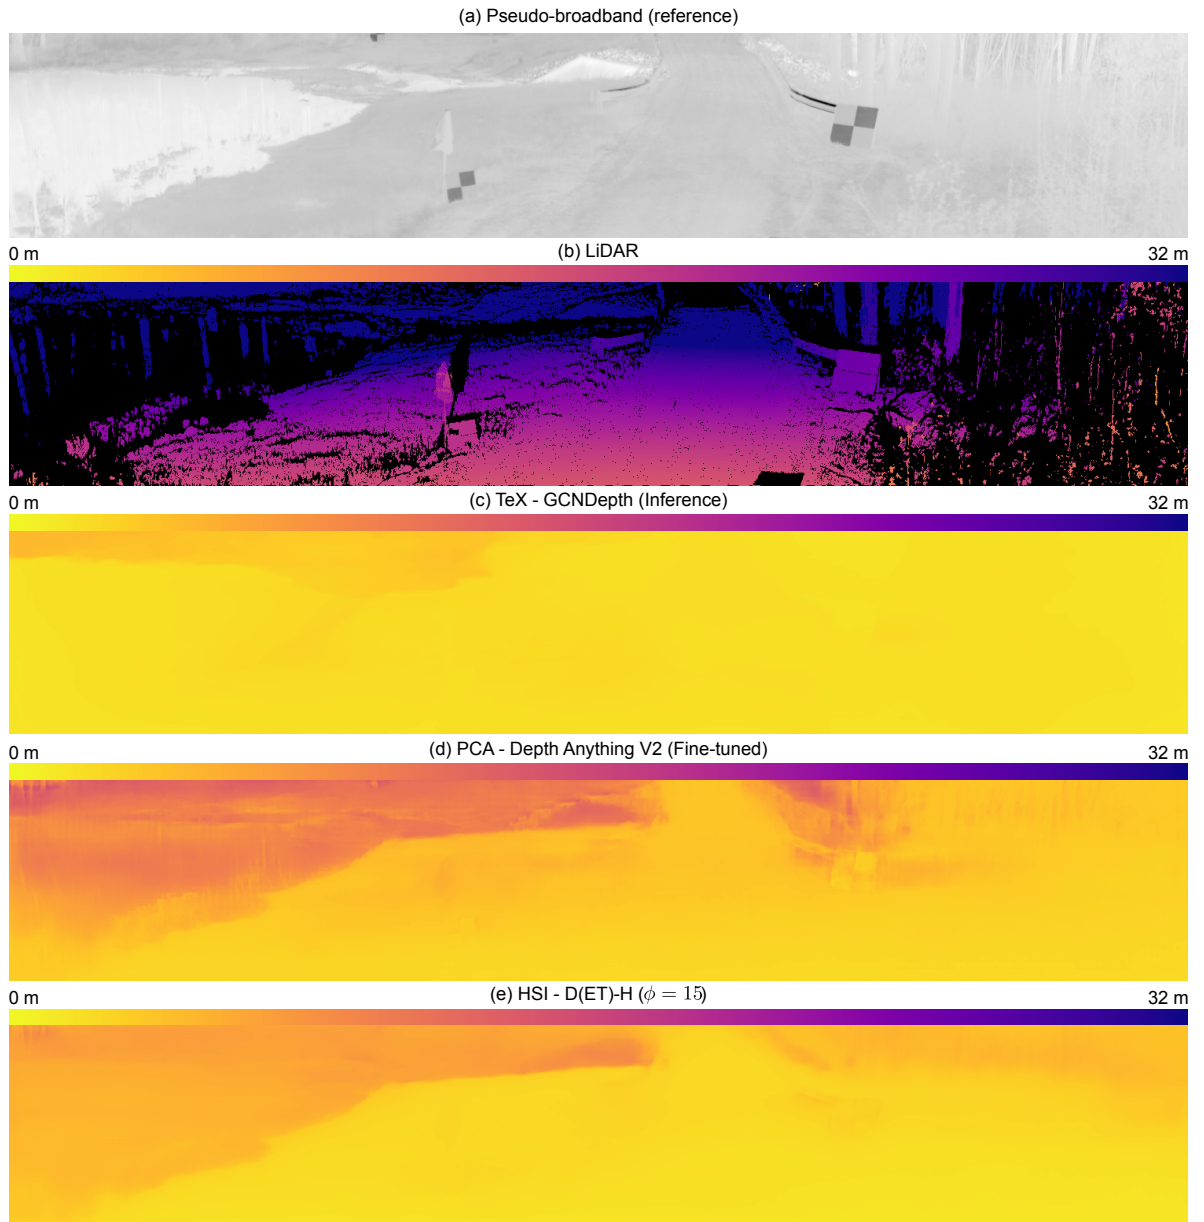 (a) Pseudo-broadband (reference)
0 m (b) LiDAR 32 m
0 m (c) TeX - GCNDepth (Inference) 32 m
0 m (d) PCA - Depth Anything V2 (Fine-tuned) 32 m
0 m (e) HSI - D(ET)-H (ϕ = 15) 32 m